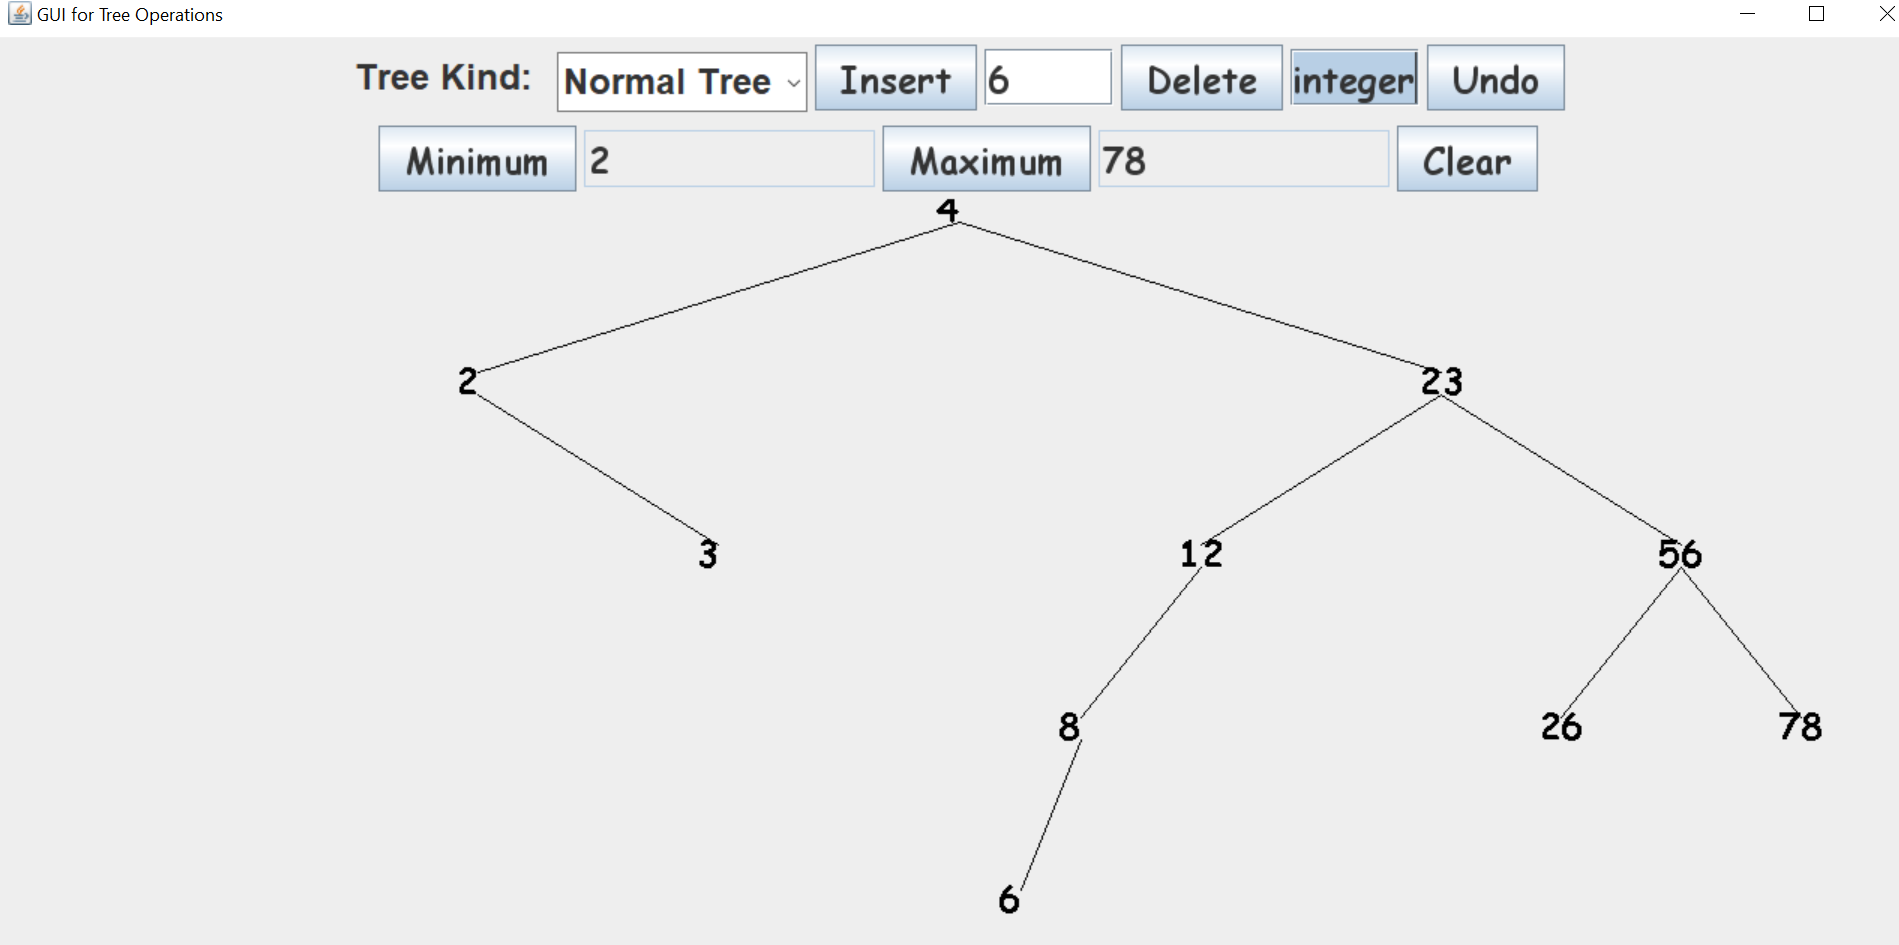 GUI for Tree Operations
Tree Kind: Normal Tree Insert 6 Delete integer Undo
Minimum 2 Maximum 78 Clear
4
2 23
3 12 56
8 26 78
6